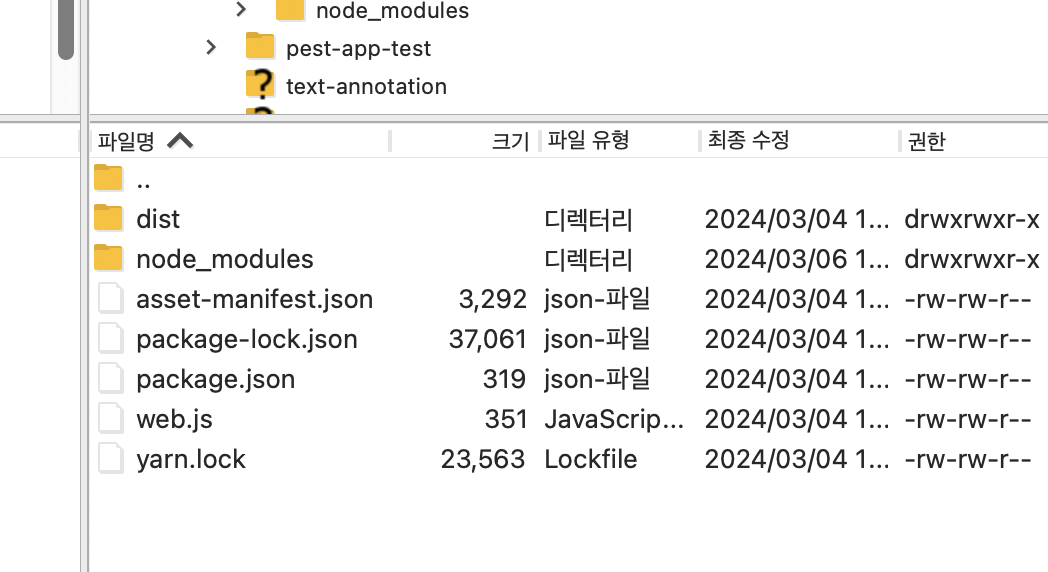 node_modules
pest-app-test
text-annotation
파일명 크기 파일 유형 최종 수정 권한
..
dist 디렉터리 2024/03/04 1... drwxrwxr-x
node_modules 디렉터리 2024/03/06 1... drwxrwxr-x
asset-manifest.json 3,292 json-파일 2024/03/04 1... -rw-rw-r--
package-lock.json 37,061 json-파일 2024/03/04 1... -rw-rw-r--
package.json 319 json-파일 2024/03/04 1... -rw-rw-r--
web.js 351 JavaScrip... 2024/03/04 1... -rw-rw-r--
yarn.lock 23,563 Lockfile 2024/03/04 1... -rw-rw-r--